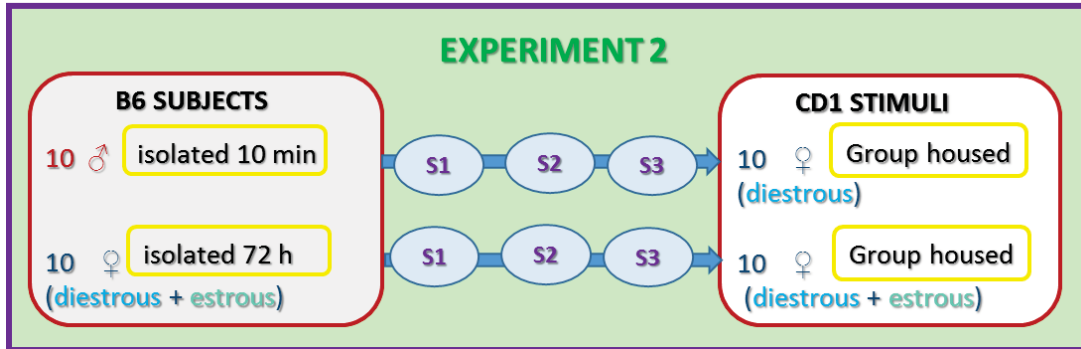 EXPERIMENT 2
B6 SUBJECTS
10 ♂ isolated 10 min
10 ♀ isolated 72 h
(diestrous + estrous)
S1 S2 S3
S1 S2 S3
CD1 STIMULI
10 ♀ Group housed
(diestrous)
10 ♀ Group housed
(diestrous + estrous)